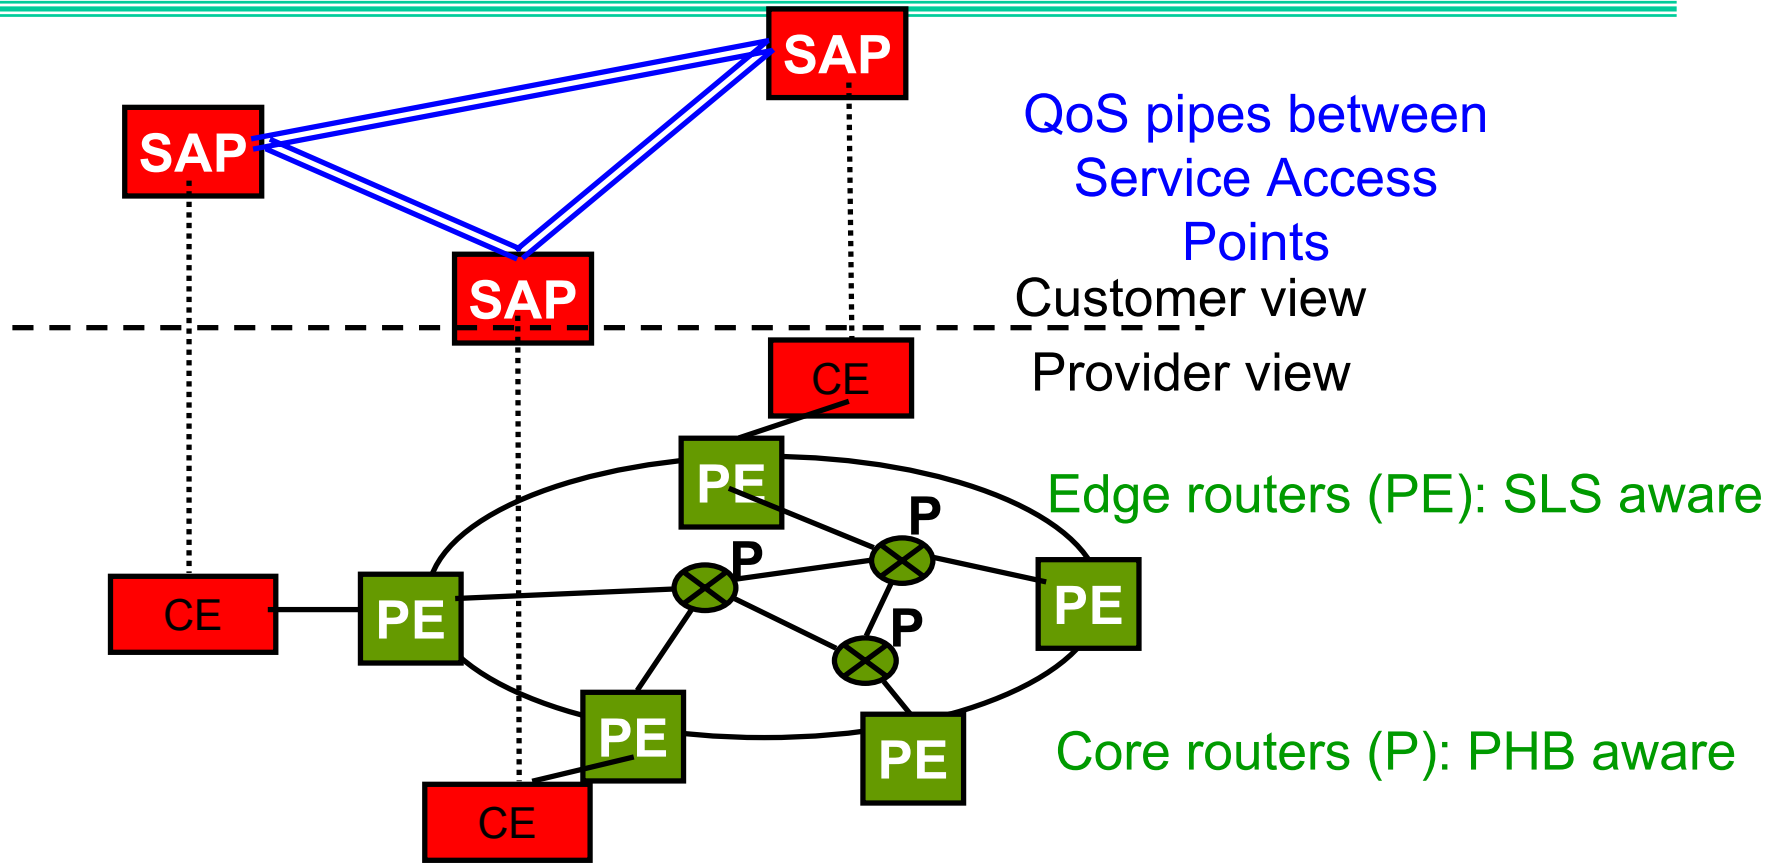 SAP
SAP
QoS pipes between
Service Access
Points
SAP
Customer view
Provider view
CE
PE
Edge routers (PE): SLS aware
P
P
CE
PE
PE
P
PE
PE
Core routers (P): PHB aware
CE